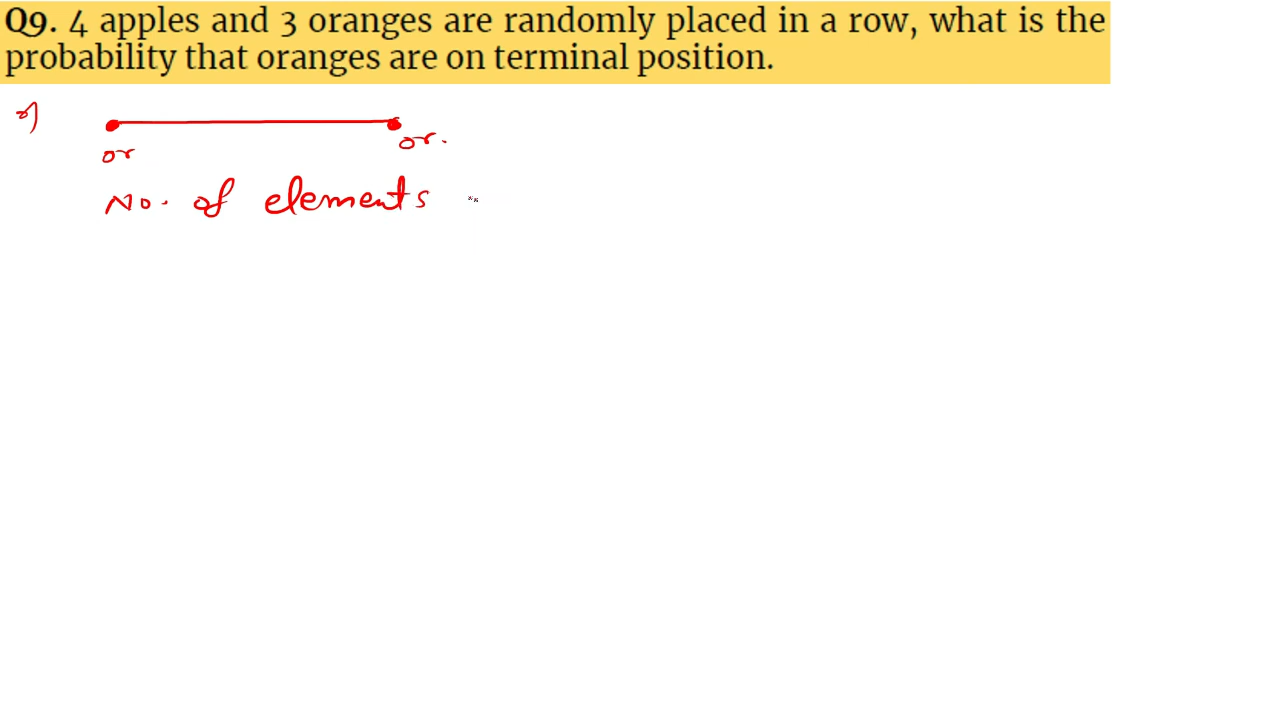 Q9. 4 apples and 3 oranges are randomly placed in a row, what is the
probability that oranges are on terminal position.
or
or.
No. of elements